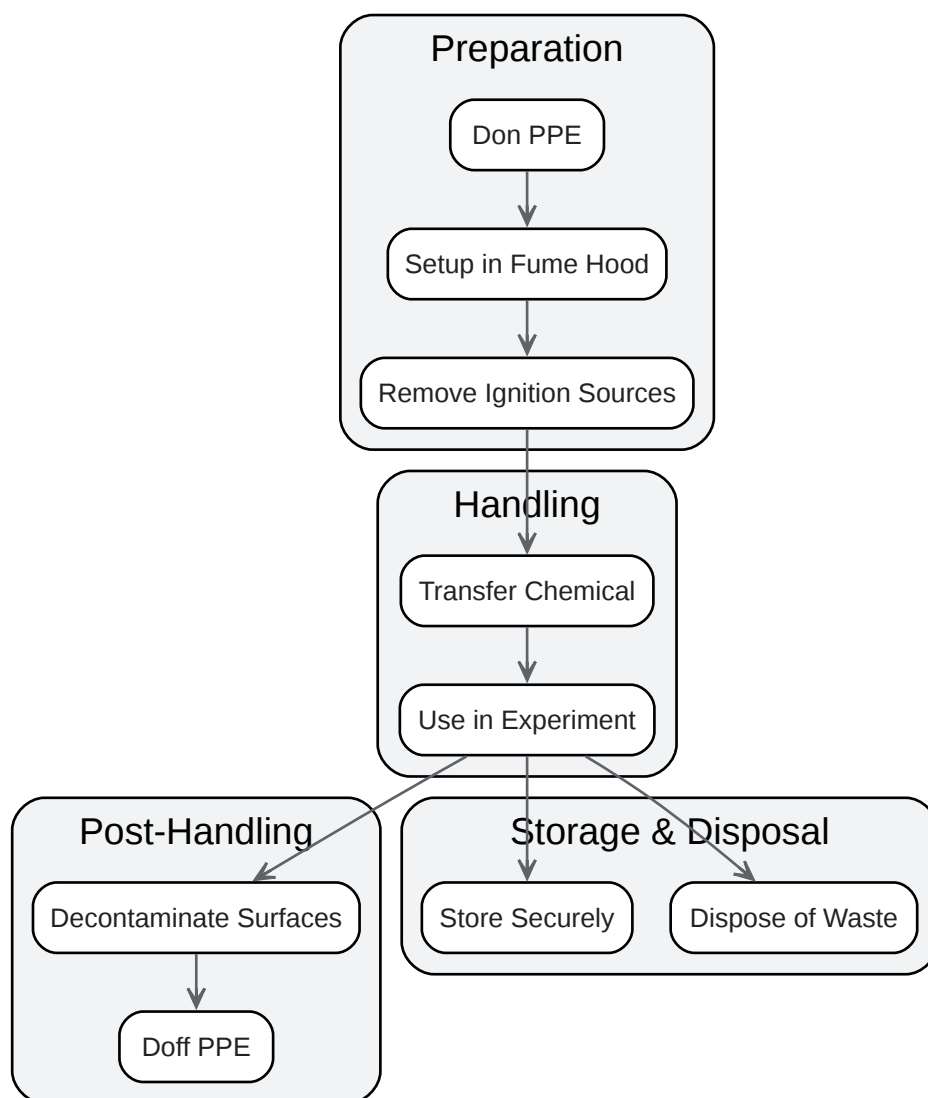 Preparation
Don PPE
Setup in Fume Hood
Remove Ignition Sources
Handling
Transfer Chemical
Use in Experiment
Post-Handling
Decontaminate Surfaces
Doff PPE
Storage & Disposal
Store Securely
Dispose of Waste